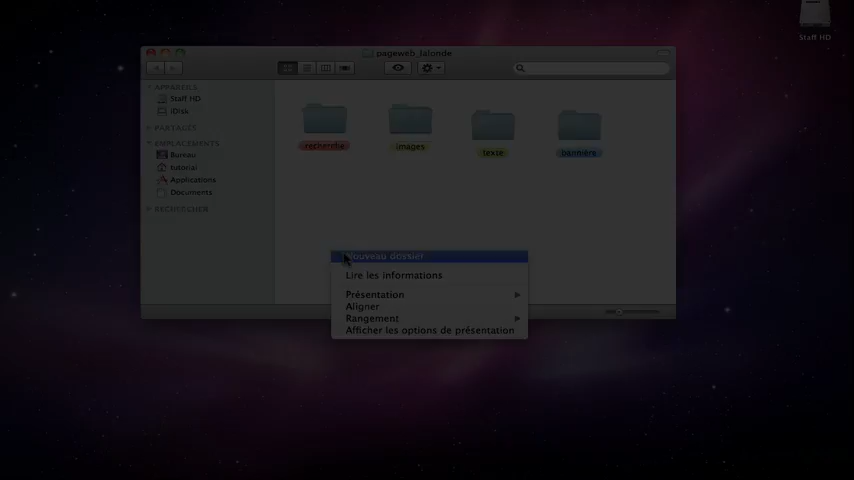 Staff HD
pageweb_lalonde
APPAREILS
Staff HD
iDisk
PARTAGÉS
EMPLACEMENTS
Bureau
tutorial
Applications
Documents
RECHERCHER
recherche
images
texte
bannière
Nouveau dossier
Lire les informations
Présentation
Aligner
Rangement
Afficher les options de présentation